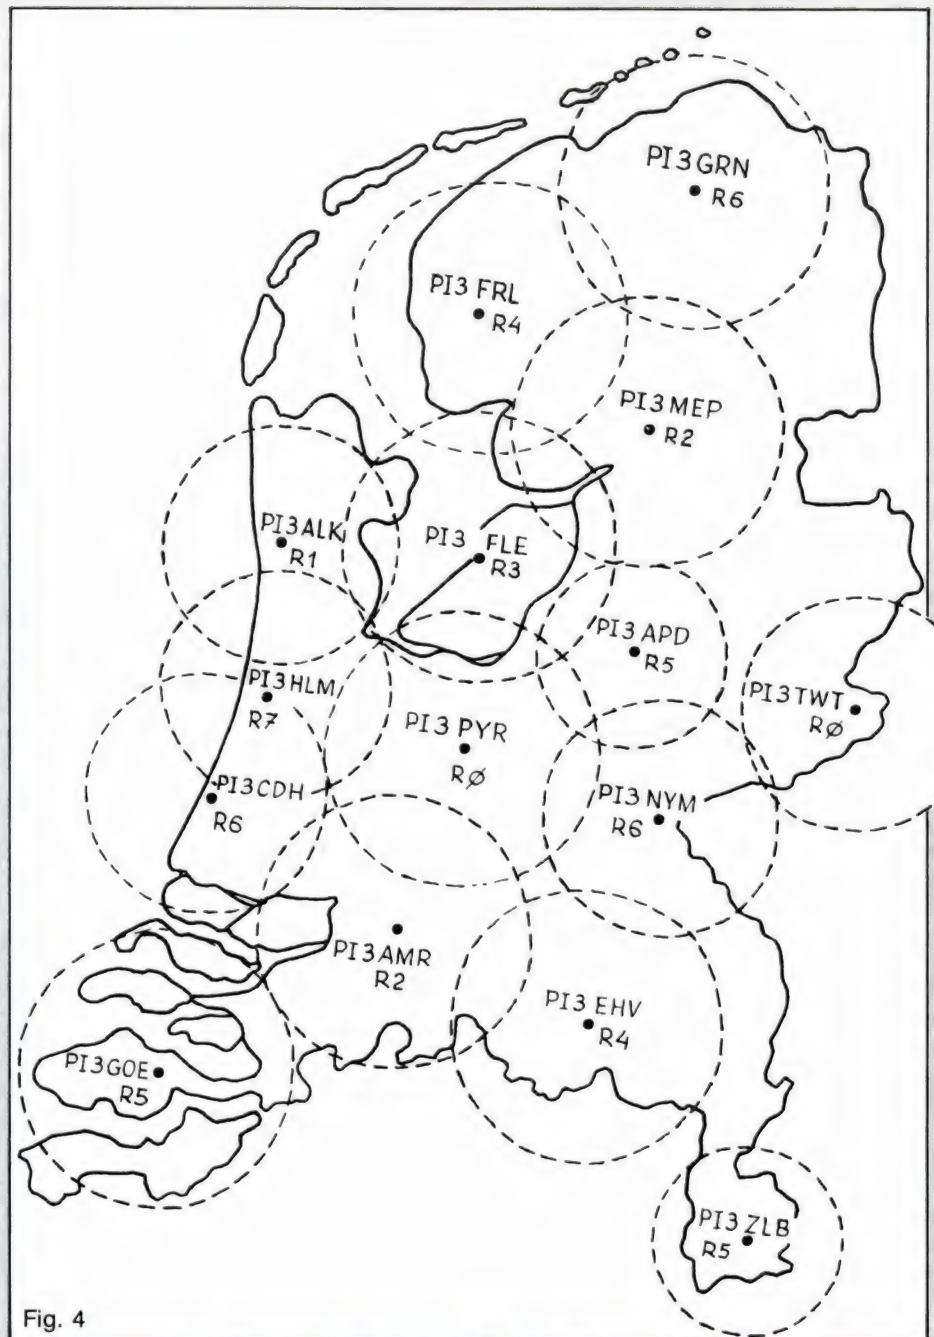 PI3GRN
R6
PI3 FRL
R4
PI3MEP
R2
PI3ALK
R1
PI3 FLE
R3
PI3 APD
R5
PI3HLM
R7
PI3TWT
RØ
PI3 PYR
RØ
PI3CDH
R6
PI3 NYM
R6
PI3AMR
R2
PI3 EHV
R4
PI3GOE
R5
PI3 ZLB
R5
Fig. 4